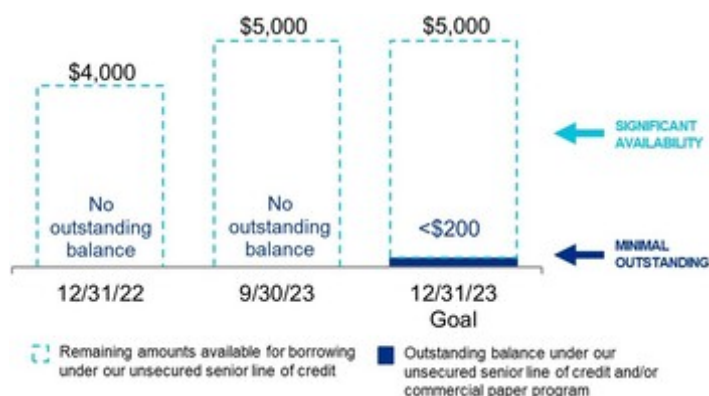 $4,000
$5,000
$5,000
SIGNIFICANT
AVAILABILITY
No
outstanding
balance
No
outstanding
balance
<$200
MINIMAL
OUTSTANDING
12/31/22
9/30/23
12/31/23
Goal
Remaining amounts available for borrowing
under our unsecured senior line of credit
Outstanding balance under our
unsecured senior line of credit and/or
commercial paper program